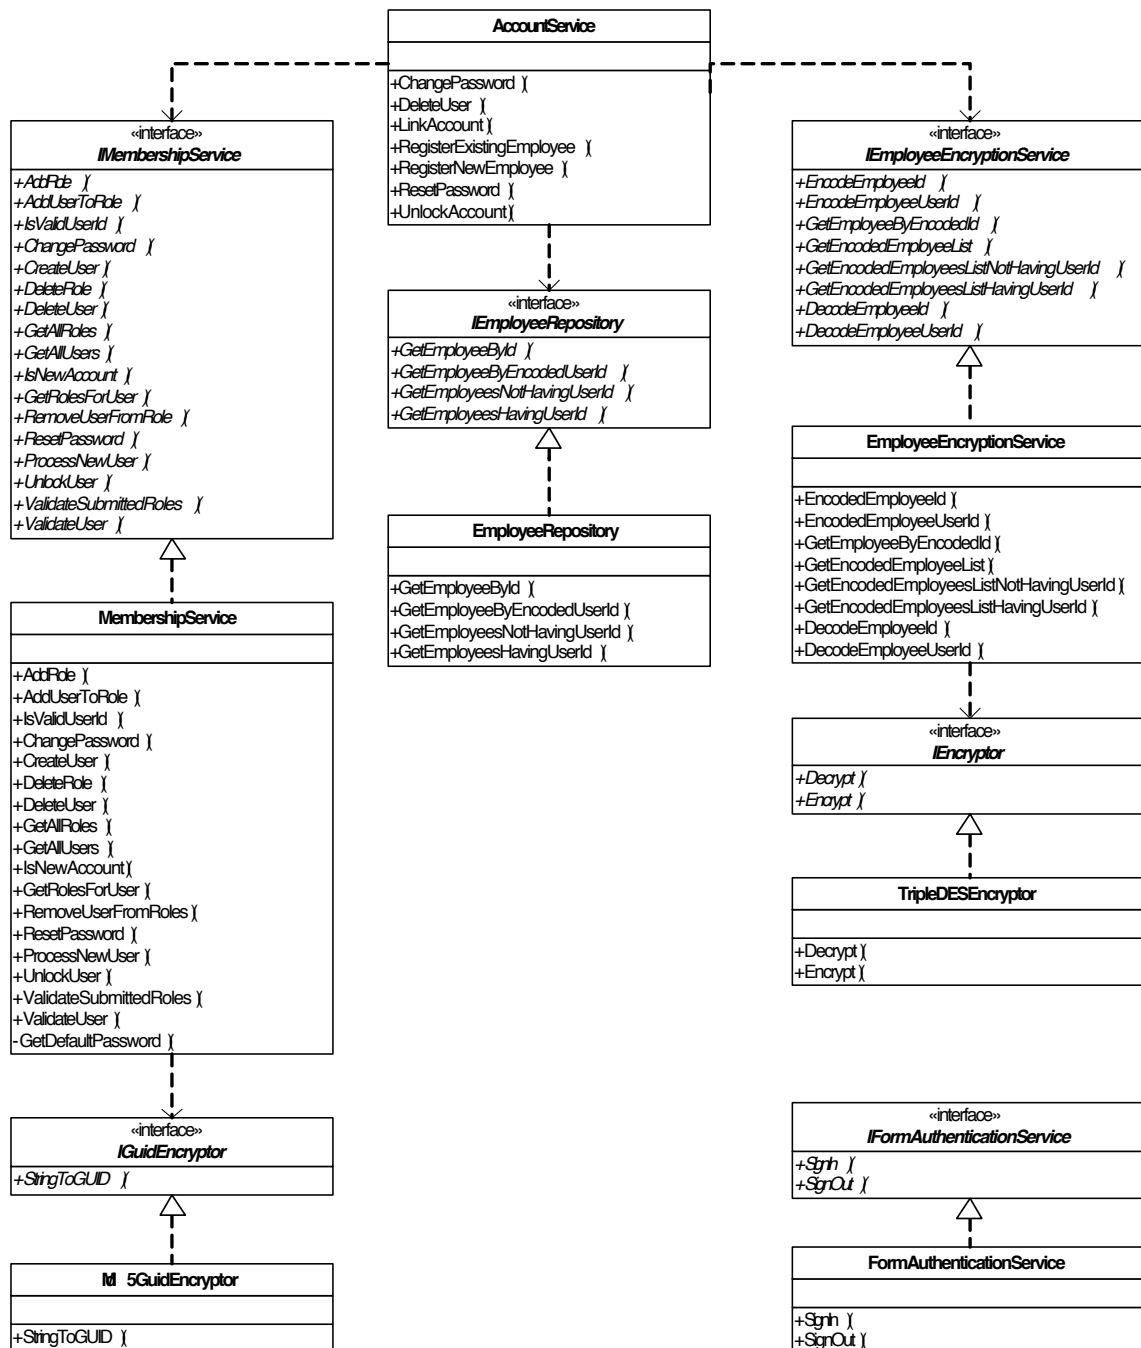 AccountService
+ChangePassword ()
+DeleteUser ()
+LinkAccount()
+RegisterExistingEmployee ()
+RegisterNewEmployee ()
+ResetPassword ()
+UnlockAccount()
«interface»
IMembershipService
+AddRole ()
+AddUserToRole ()
+IsValidUserId ()
+ChangePassword ()
+CreateUser ()
+DeleteRole ()
+DeleteUser ()
+GetAllRoles ()
+GetAllUsers ()
+IsNewAccount ()
+GetRolesForUser ()
+RemoveUserFromRole ()
+ResetPassword ()
+ProcessNewUser ()
+UnlockUser ()
+ValidateSubmittedRoles ()
+ValidateUser ()
«interface»
IEmployeeEncryptionService
+EncodeEmployeeId ()
+EncodeEmployeeUserId ()
+GetEmployeeByEncodedId ()
+GetEncodedEmployeeList ()
+GetEncodedEmployeesListNotHavingUserId ()
+GetEncodedEmployeesListHavingUserId ()
+DecodeEmployeeId ()
+DecodeEmployeeUserId ()
«interface»
IEmployeeRepository
+GetEmployeeById ()
+GetEmployeeByEncodedUserId ()
+GetEmployeesNotHavingUserId ()
+GetEmployeesHavingUserId ()
EmployeeEncryptionService
+EncodedEmployeeId ()
+EncodedEmployeeUserId ()
+GetEmployeeByEncodedId ()
+GetEncodedEmployeeList ()
+GetEncodedEmployeesListNotHavingUserId ()
+GetEncodedEmployeesListHavingUserId ()
+DecodeEmployeeId ()
+DecodeEmployeeUserId ()
EmployeeRepository
+GetEmployeeById ()
+GetEmployeeByEncodedUserId ()
+GetEmployeesNotHavingUserId ()
+GetEmployeesHavingUserId ()
MembershipService
+AddRole ()
+AddUserToRole ()
+IsValidUserId ()
+ChangePassword ()
+CreateUser ()
+DeleteRole ()
+DeleteUser ()
+GetAllRoles ()
+GetAllUsers ()
+IsNewAccount()
+GetRolesForUser ()
+RemoveUserFromRoles ()
+ResetPassword ()
+ProcessNewUser ()
+UnlockUser ()
+ValidateSubmittedRoles ()
+ValidateUser ()
-GetDefaultPassword ()
«interface»
IEncryptor
+Decrypt ()
+Encrypt ()
TripleDESEncryptor
+Decrypt ()
+Encrypt ()
«interface»
IGuidEncryptor
+StringToGUID ()
Md5GuidEncryptor
+StringToGUID ()
«interface»
IFormAuthenticationService
+SignIn ()
+SignOut ()
FormAuthenticationService
+SignIn ()
+SignOut ()